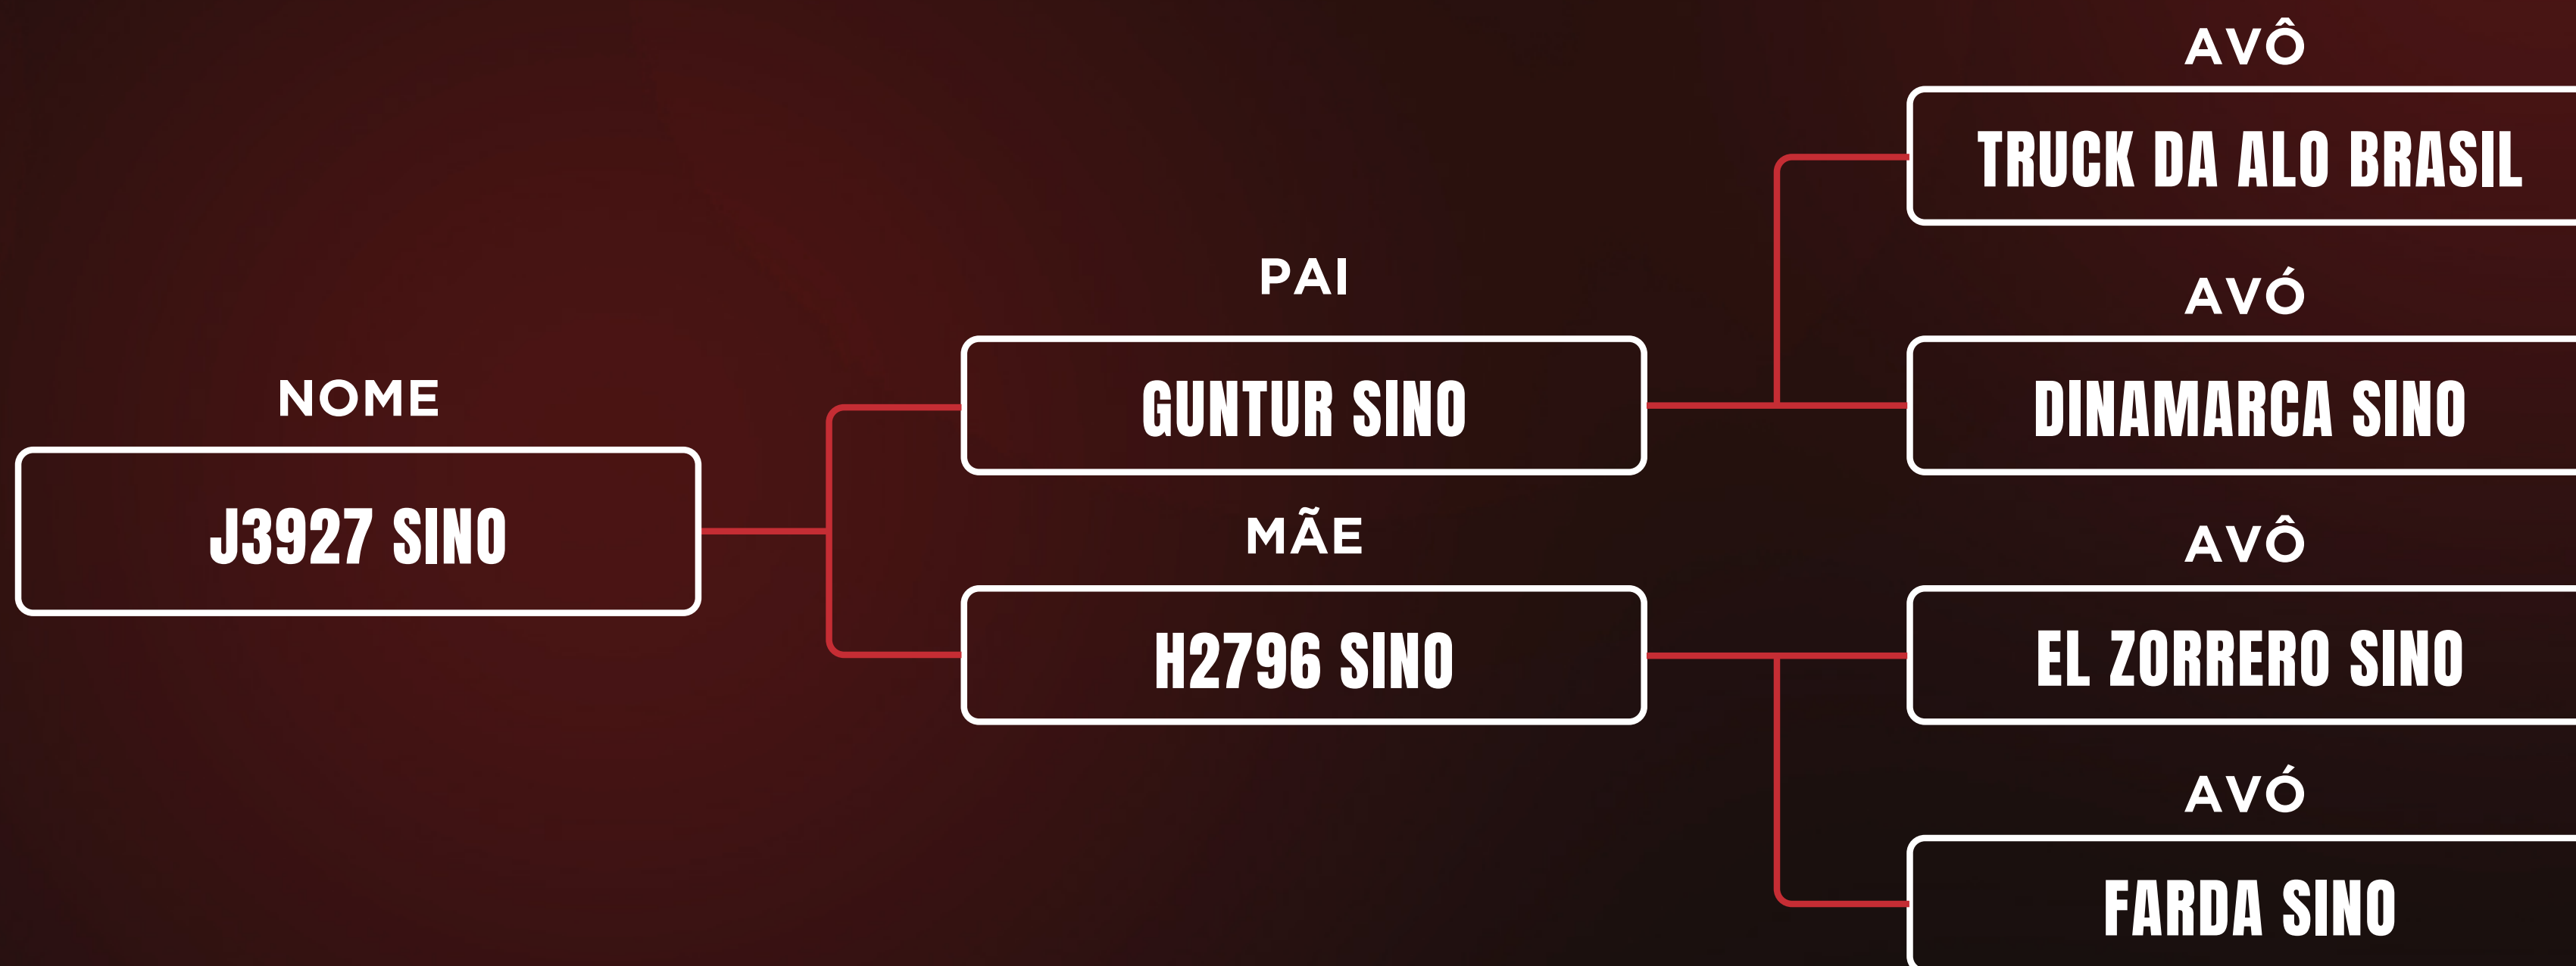 NOME
J3927 SINO
PAI
GUNTUR SINO
MÃE
H2796 SINO
AVÔ
TRUCK DA ALO BRASIL
AVÓ
DINAMARCA SINO
AVÔ
EL ZORRERO SINO
AVÓ
FARDA SINO